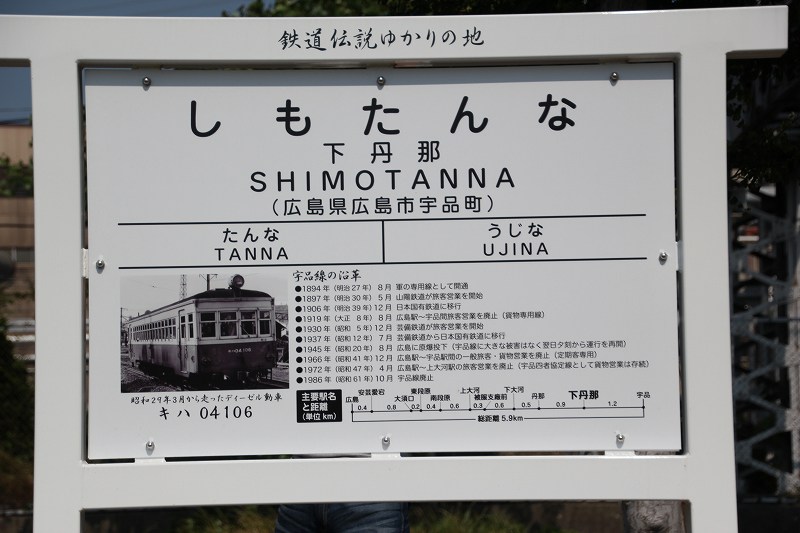 鉄道伝説ゆかりの地
しもたんな
下丹那
SHIMOTANNA
(広島県広島市宇品町)
たんな
TANNA
うじな
UJINA
宇品線の沿革
●1894年(明治27年)8月 軍の専用線として開通
●1897年(明治30年)5月 山陽鉄道が旅客営業を開始
●1906年(明治39年)12月 日本国有鉄道に移行
●1919年(大正 8年)8月 広島駅〜宇品間旅客営業を廃止(貨物専用線)
●1930年(昭和 5年)12月 芸備鉄道が旅客営業を開始
●1937年(昭和12年)7月 芸備鉄道から日本国有鉄道に移行
●1945年(昭和20年)8月 広島に原爆投下(宇品線に大きな被害はなく翌日夕刻から運行を再開)
●1966年(昭和41年)12月 広島駅〜宇品駅間の一般旅客・貨物営業を廃止(定期客専用)
●1972年(昭和47年)4月 広島駅〜上大河駅の旅客営業を廃止(宇品四者協定線として貨物営業は存続)
●1986年(昭和61年)10月 宇品線廃止
昭和29年3月から走ったディーゼル動車
キハ 04106
主要駅名
と距離
(単位km)
広島 安芸愛宕 大須口 東段原 南段原 上大河 被服支廠前 下大河 丹那 下丹那 宇品
0.4 0.8 0.2 0.4 0.6 0.3 0.6 0.5 0.9 1.2
総距離 5.9km